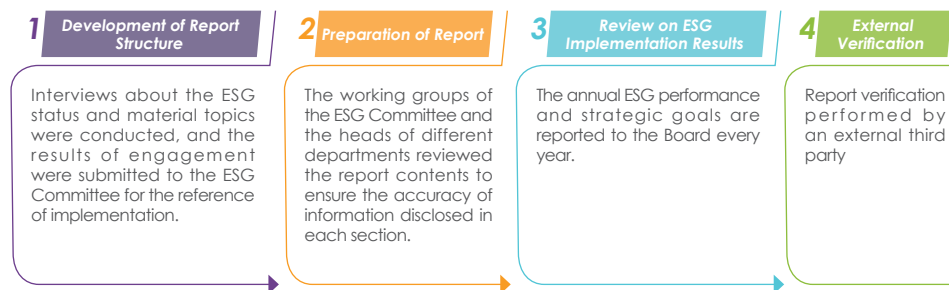 1 Development of Report
Structure
Interviews about the ESG
status and material topics
were conducted, and the
results of engagement
were submitted to the ESG
Committee for the reference
of implementation.
2 Preparation of Report
The working groups of
the ESG Committee and
the heads of different
departments reviewed
the report contents to
ensure the accuracy of
information disclosed in
each section.
3 Review on ESG
Implementation Results
The annual ESG performance
and strategic goals are
reported to the Board every
year.
4 External
Verification
Report verification
performed by
an external third
party